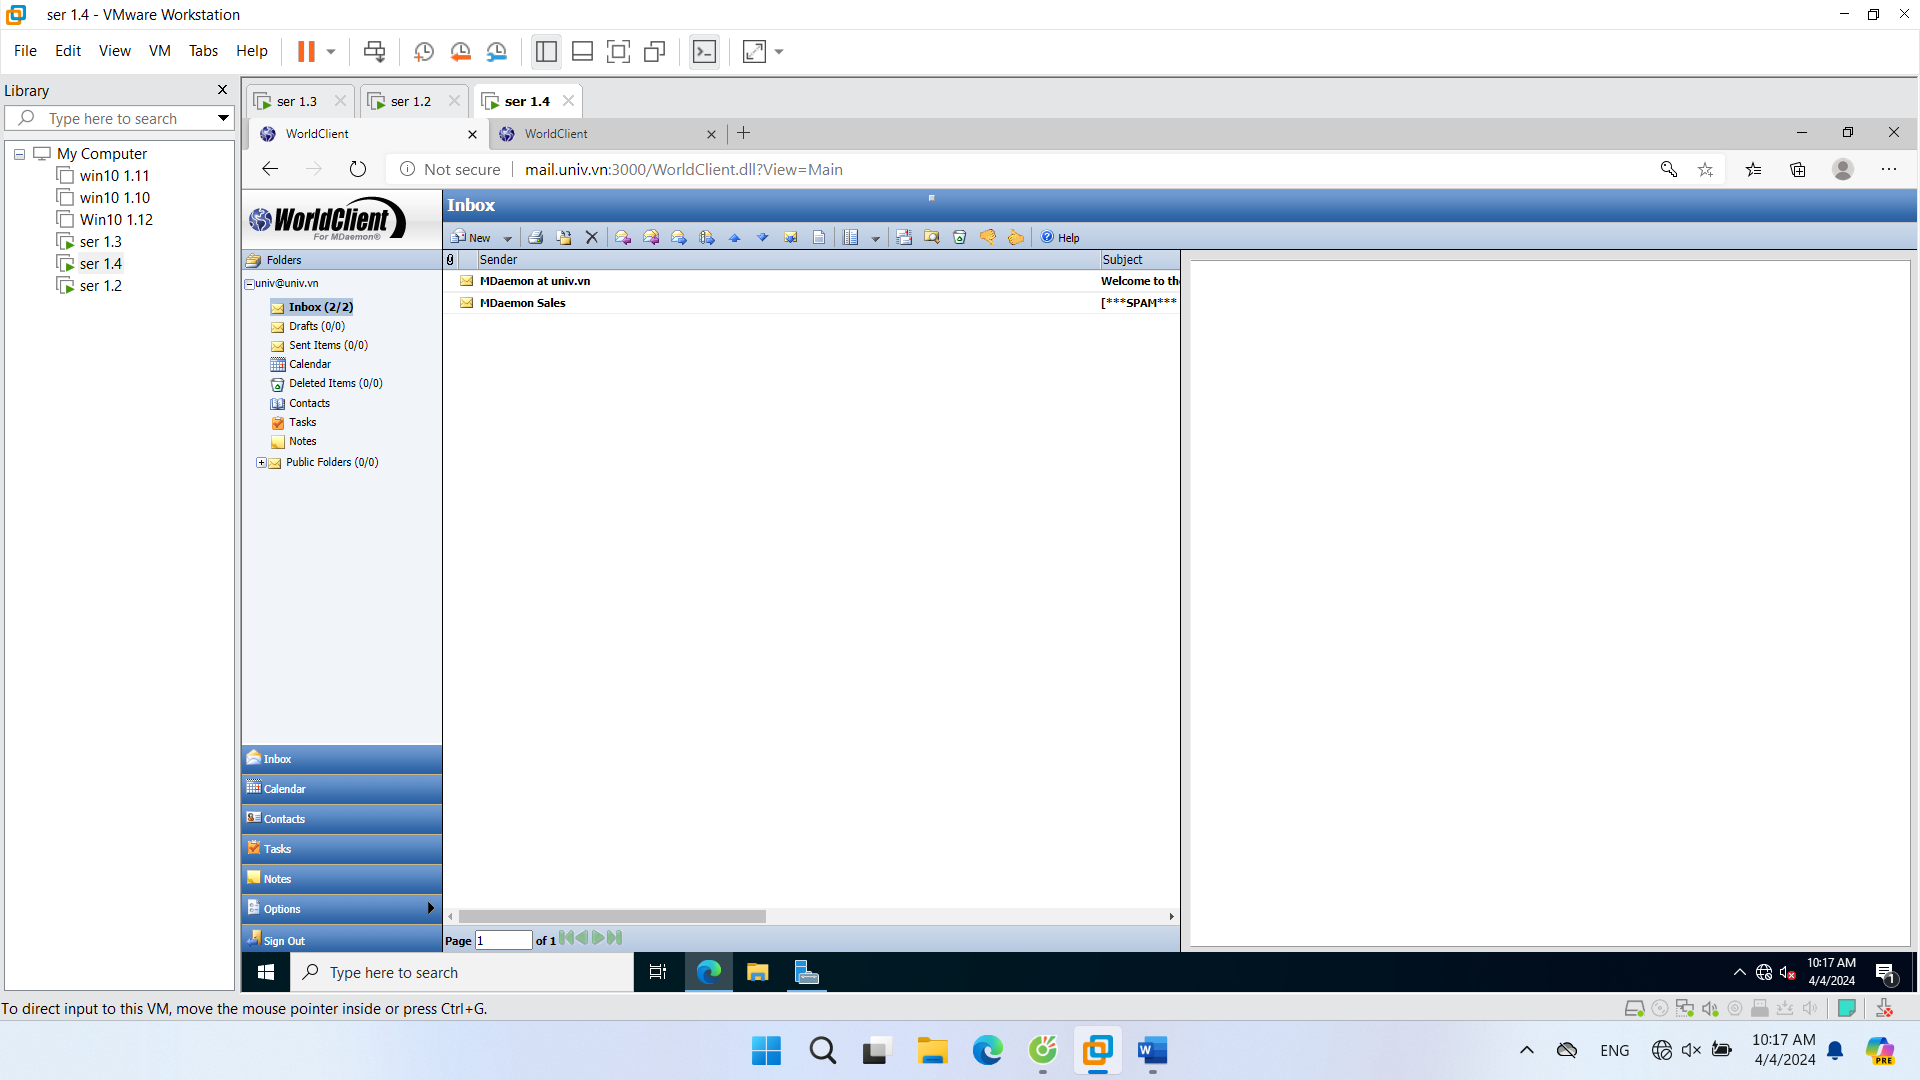 ser 1.4 - VMware Workstation
File Edit View VM Tabs Help
Library
Type here to search
My Computer
win10 1.11
win10 1.10
Win10 1.12
ser 1.3
ser 1.4
ser 1.2
ser 1.3
ser 1.2
ser 1.4
WorldClient
WorldClient
Not secure
mail.univ.vn:3000/WorldClient.dll?View=Main
WorldClient
For MDaemon®
Inbox
New
Help
Folders
Sender
Subject
univ@univ.vn
MDaemon at univ.vn
Welcome to th
Inbox (2/2)
MDaemon Sales
[***SPAM***
Drafts (0/0)
Sent Items (0/0)
Calendar
Deleted Items (0/0)
Contacts
Tasks
Notes
Public Folders (0/0)
Inbox
Calendar
Contacts
Tasks
Notes
Options
Sign Out
Page 1 of 1
Type here to search
10:17 AM
4/4/2024
1
To direct input to this VM, move the mouse pointer inside or press Ctrl+G.
W
ENG
10:17 AM
4/4/2024
PRE